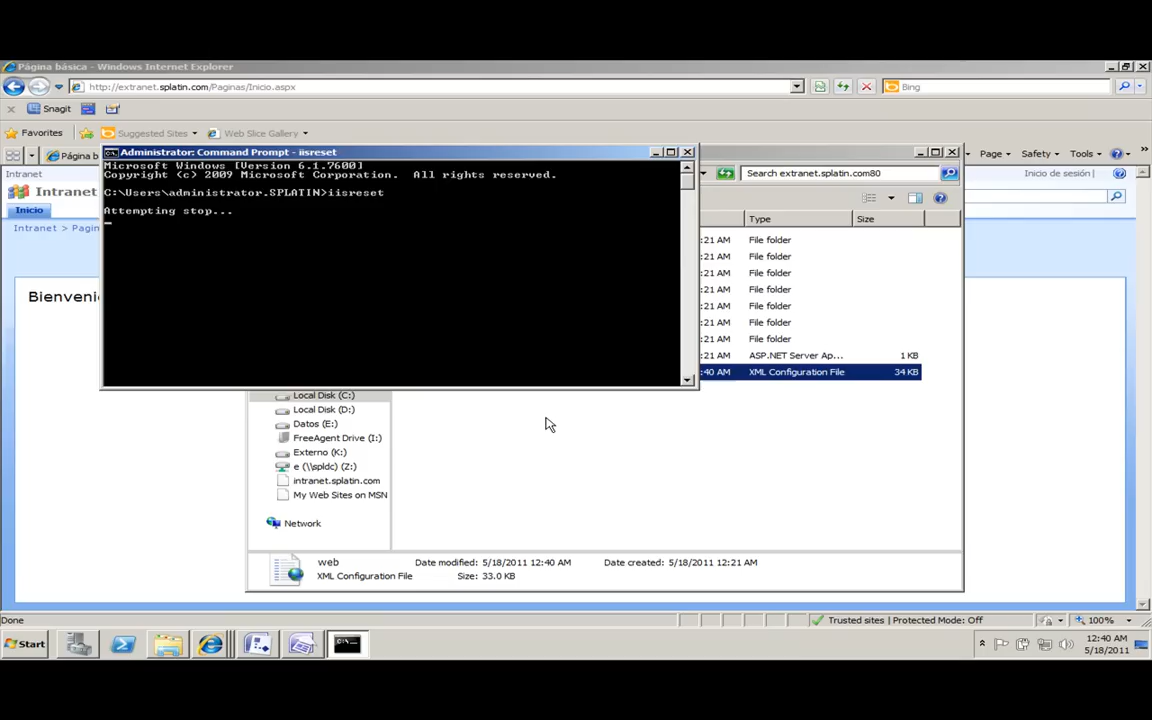 Página básica - Windows Internet Explorer
http://extranet.splatin.com/Paginas/Inicio.aspx
Bing
Snagit
Favorites
Suggested Sites
Web Slice Gallery
Página b
Page
Safety
Tools
Administrator: Command Prompt - iisreset
Microsoft Windows [Version 6.1.7600]
Copyright (c) 2009 Microsoft Corporation. All rights reserved.
C:\Users\administrator.SPLATIN>iisreset
Attempting stop...
Intranet
Inicio de sesión
Intranet
Inicio
Intranet > Pagin
Bienveni
Search extranet.splatin.com80
Type
Size
:21 AM File folder
:21 AM File folder
:21 AM File folder
:21 AM File folder
:21 AM File folder
:21 AM File folder
:21 AM File folder
:21 AM ASP.NET Server Ap... 1 KB
:40 AM XML Configuration File 34 KB
Local Disk (C:)
Local Disk (D:)
Datos (E:)
FreeAgent Drive (I:)
Externo (K:)
e (\\spldc) (Z:)
intranet.splatin.com
My Web Sites on MSN
Network
web
Date modified: 5/18/2011 12:40 AM
Date created: 5/18/2011 12:21 AM
XML Configuration File
Size: 33.0 KB
Done
Trusted sites | Protected Mode: Off
100%
Start
12:40 AM
5/18/2011